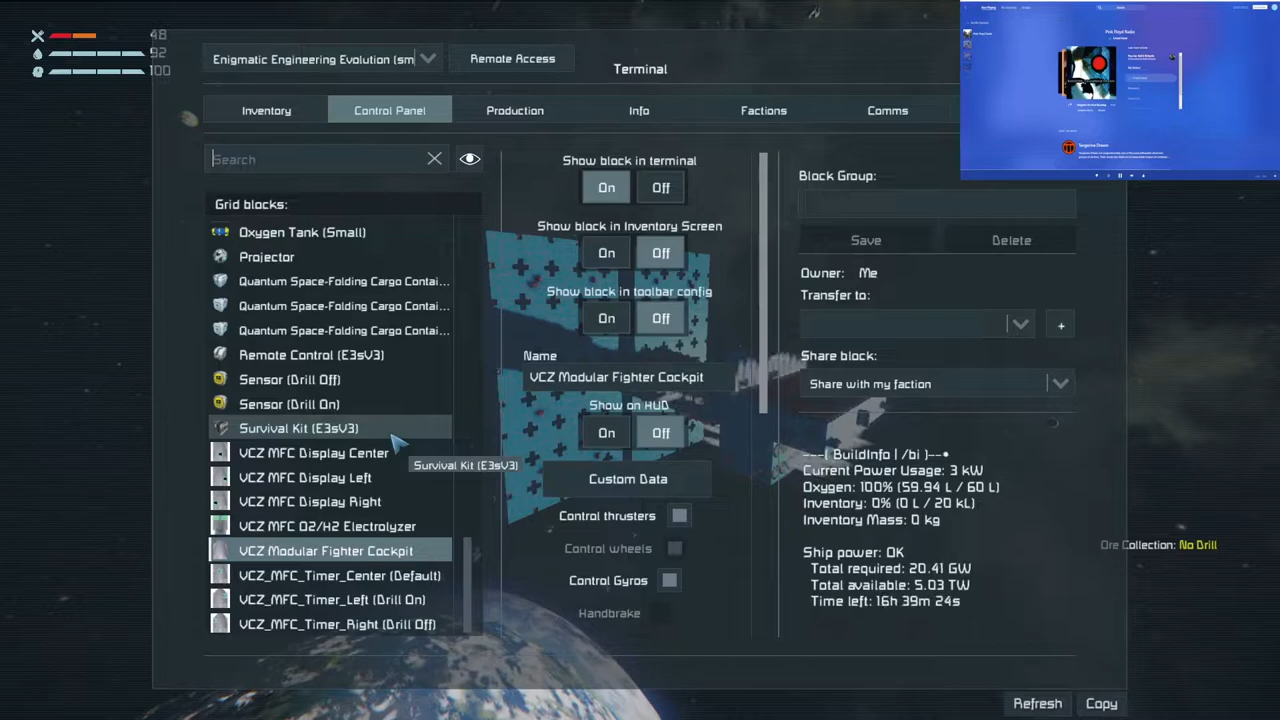 48
92
100
Enigmatic Engineering Evolution (sm
Remote Access
Terminal
Inventory
Control Panel
Production
Info
Factions
Comms
Search
Grid blocks:
Oxygen Tank (Small)
Projector
Quantum Space-Folding Cargo Contai...
Quantum Space-Folding Cargo Contai...
Quantum Space-Folding Cargo Contai...
Remote Control (E3sV3)
Sensor (Drill Off)
Sensor (Drill On)
Survival Kit (E3sV3)
VCZ MFC Display Center
Survival Kit (E3sV3)
VCZ MFC Display Left
VCZ MFC Display Right
VCZ MFC O2/H2 Electrolyzer
VCZ Modular Fighter Cockpit
VCZ_MFC_Timer_Center (Default)
VCZ_MFC_Timer_Left (Drill On)
VCZ_MFC_Timer_Right (Drill Off)
Show block in terminal
On Off
Show block in Inventory Screen
On Off
Show block in toolbar config
On Off
Name
VCZ Modular Fighter Cockpit
Show on HUD
On Off
Custom Data
Control thrusters
Control wheels
Control Gyros
Handbrake
Block Group:
Save
Delete
Owner: Me
Transfer to:
+
Share block:
Share with my faction
---{ BuildInfo | /bi }--•
Current Power Usage: 3 kW
Oxygen: 100% (59.94 L / 60 L)
Inventory: 0% (0 L / 20 kL)
Inventory Mass: 0 kg
Ship power: OK
Total required: 20.41 GW
Total available: 5.03 TW
Time left: 16h 39m 24s
Ore Collection: No Drill
Refresh
Copy
Pink Floyd Radio
Tangerine Dream